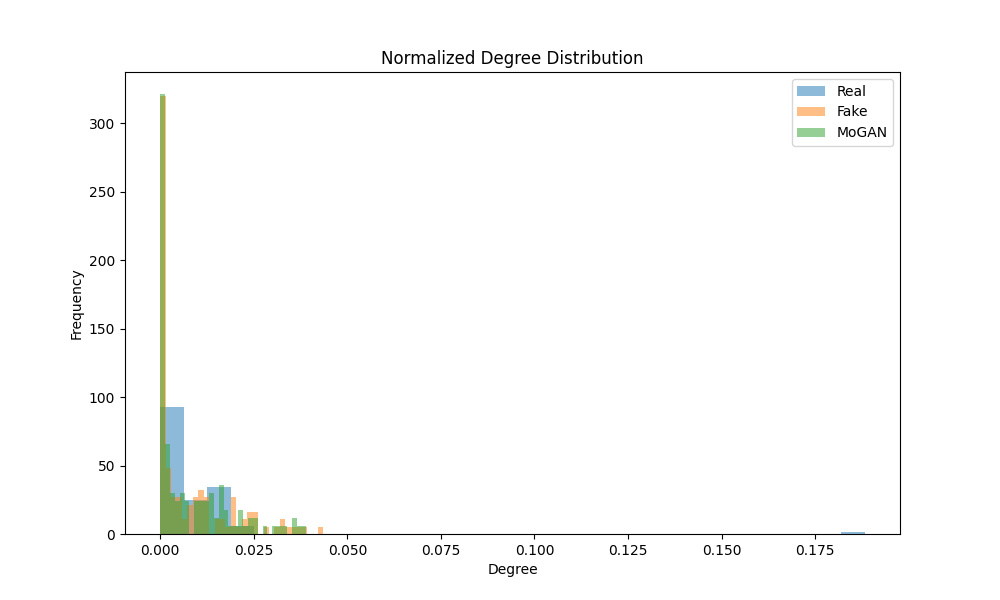 Normalized Degree Distribution
Real
Fake
MoGAN
Frequency
300
250
200
150
100
50
0
0.000 0.025 0.050 0.075 0.100 0.125 0.150 0.175
Degree